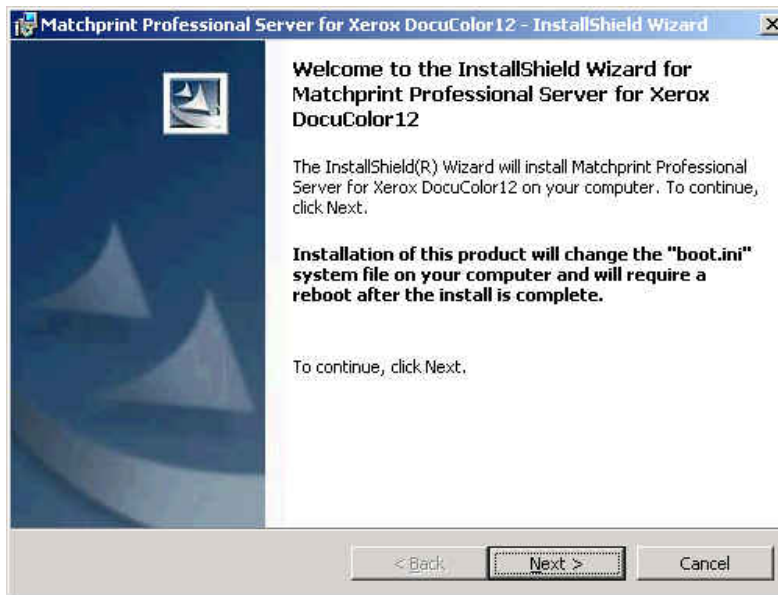 Matchprint Professional Server for Xerox DocuColor12 - InstallShield Wizard
Welcome to the InstallShield Wizard for
Matchprint Professional Server for Xerox
DocuColor12
The InstallShield(R) Wizard will install Matchprint Professional
Server for Xerox DocuColor12 on your computer. To continue,
click Next.
Installation of this product will change the "boot.ini"
system file on your computer and will require a
reboot after the install is complete.
To continue, click Next.
< Back Next > Cancel